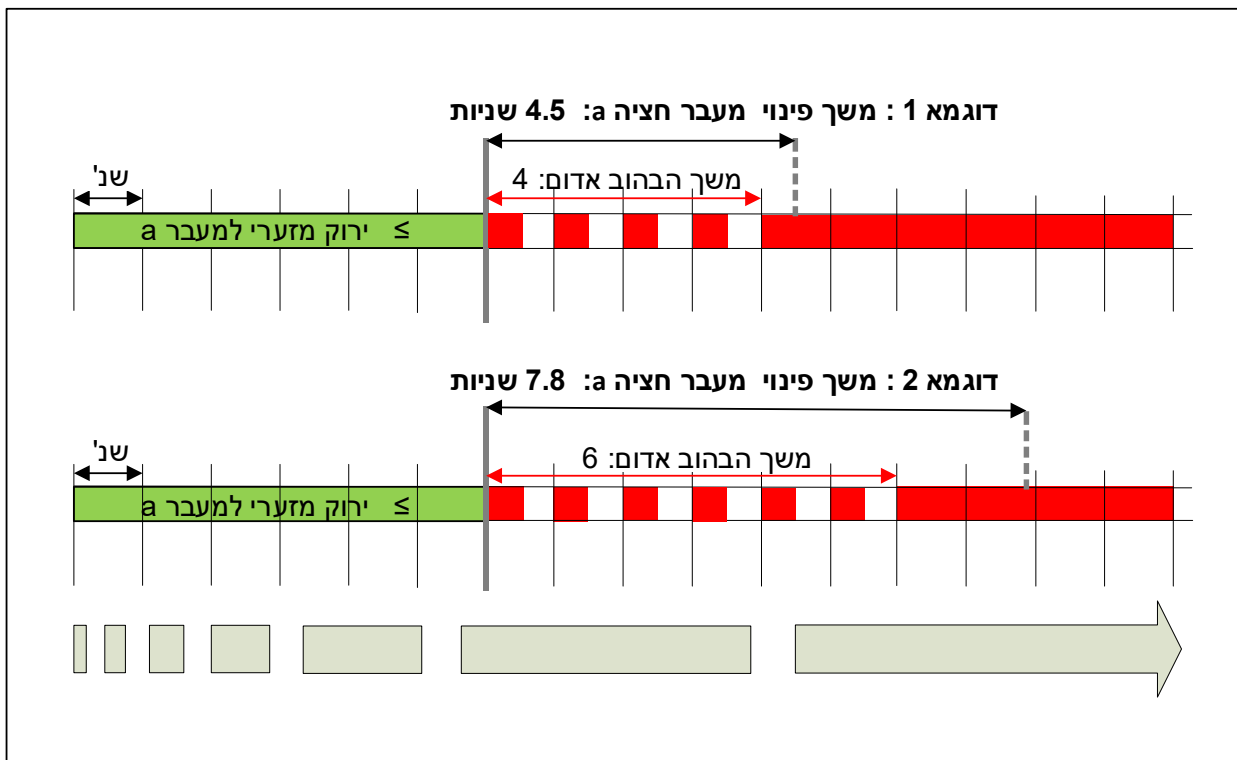 דוגמא 1 : משך פינוי מעבר חציה a: 4.5 שניות
שנ'
משך הבהוב אדום: 4
≥ ירוק מזערי למעבר a
דוגמא 2 : משך פינוי מעבר חציה a: 7.8 שניות
שנ'
משך הבהוב אדום: 6
≥ ירוק מזערי למעבר a